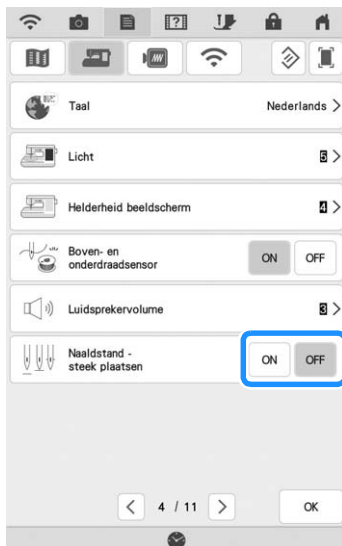 Taal
Nederlands >
Licht
5 >
Helderheid beeldscherm
4 >
Boven- en
onderdraadsensor
ON
OFF
Luidsprekervolume
3 >
Naaldstand -
steek plaatsen
ON
OFF
< 4 / 11 >
OK